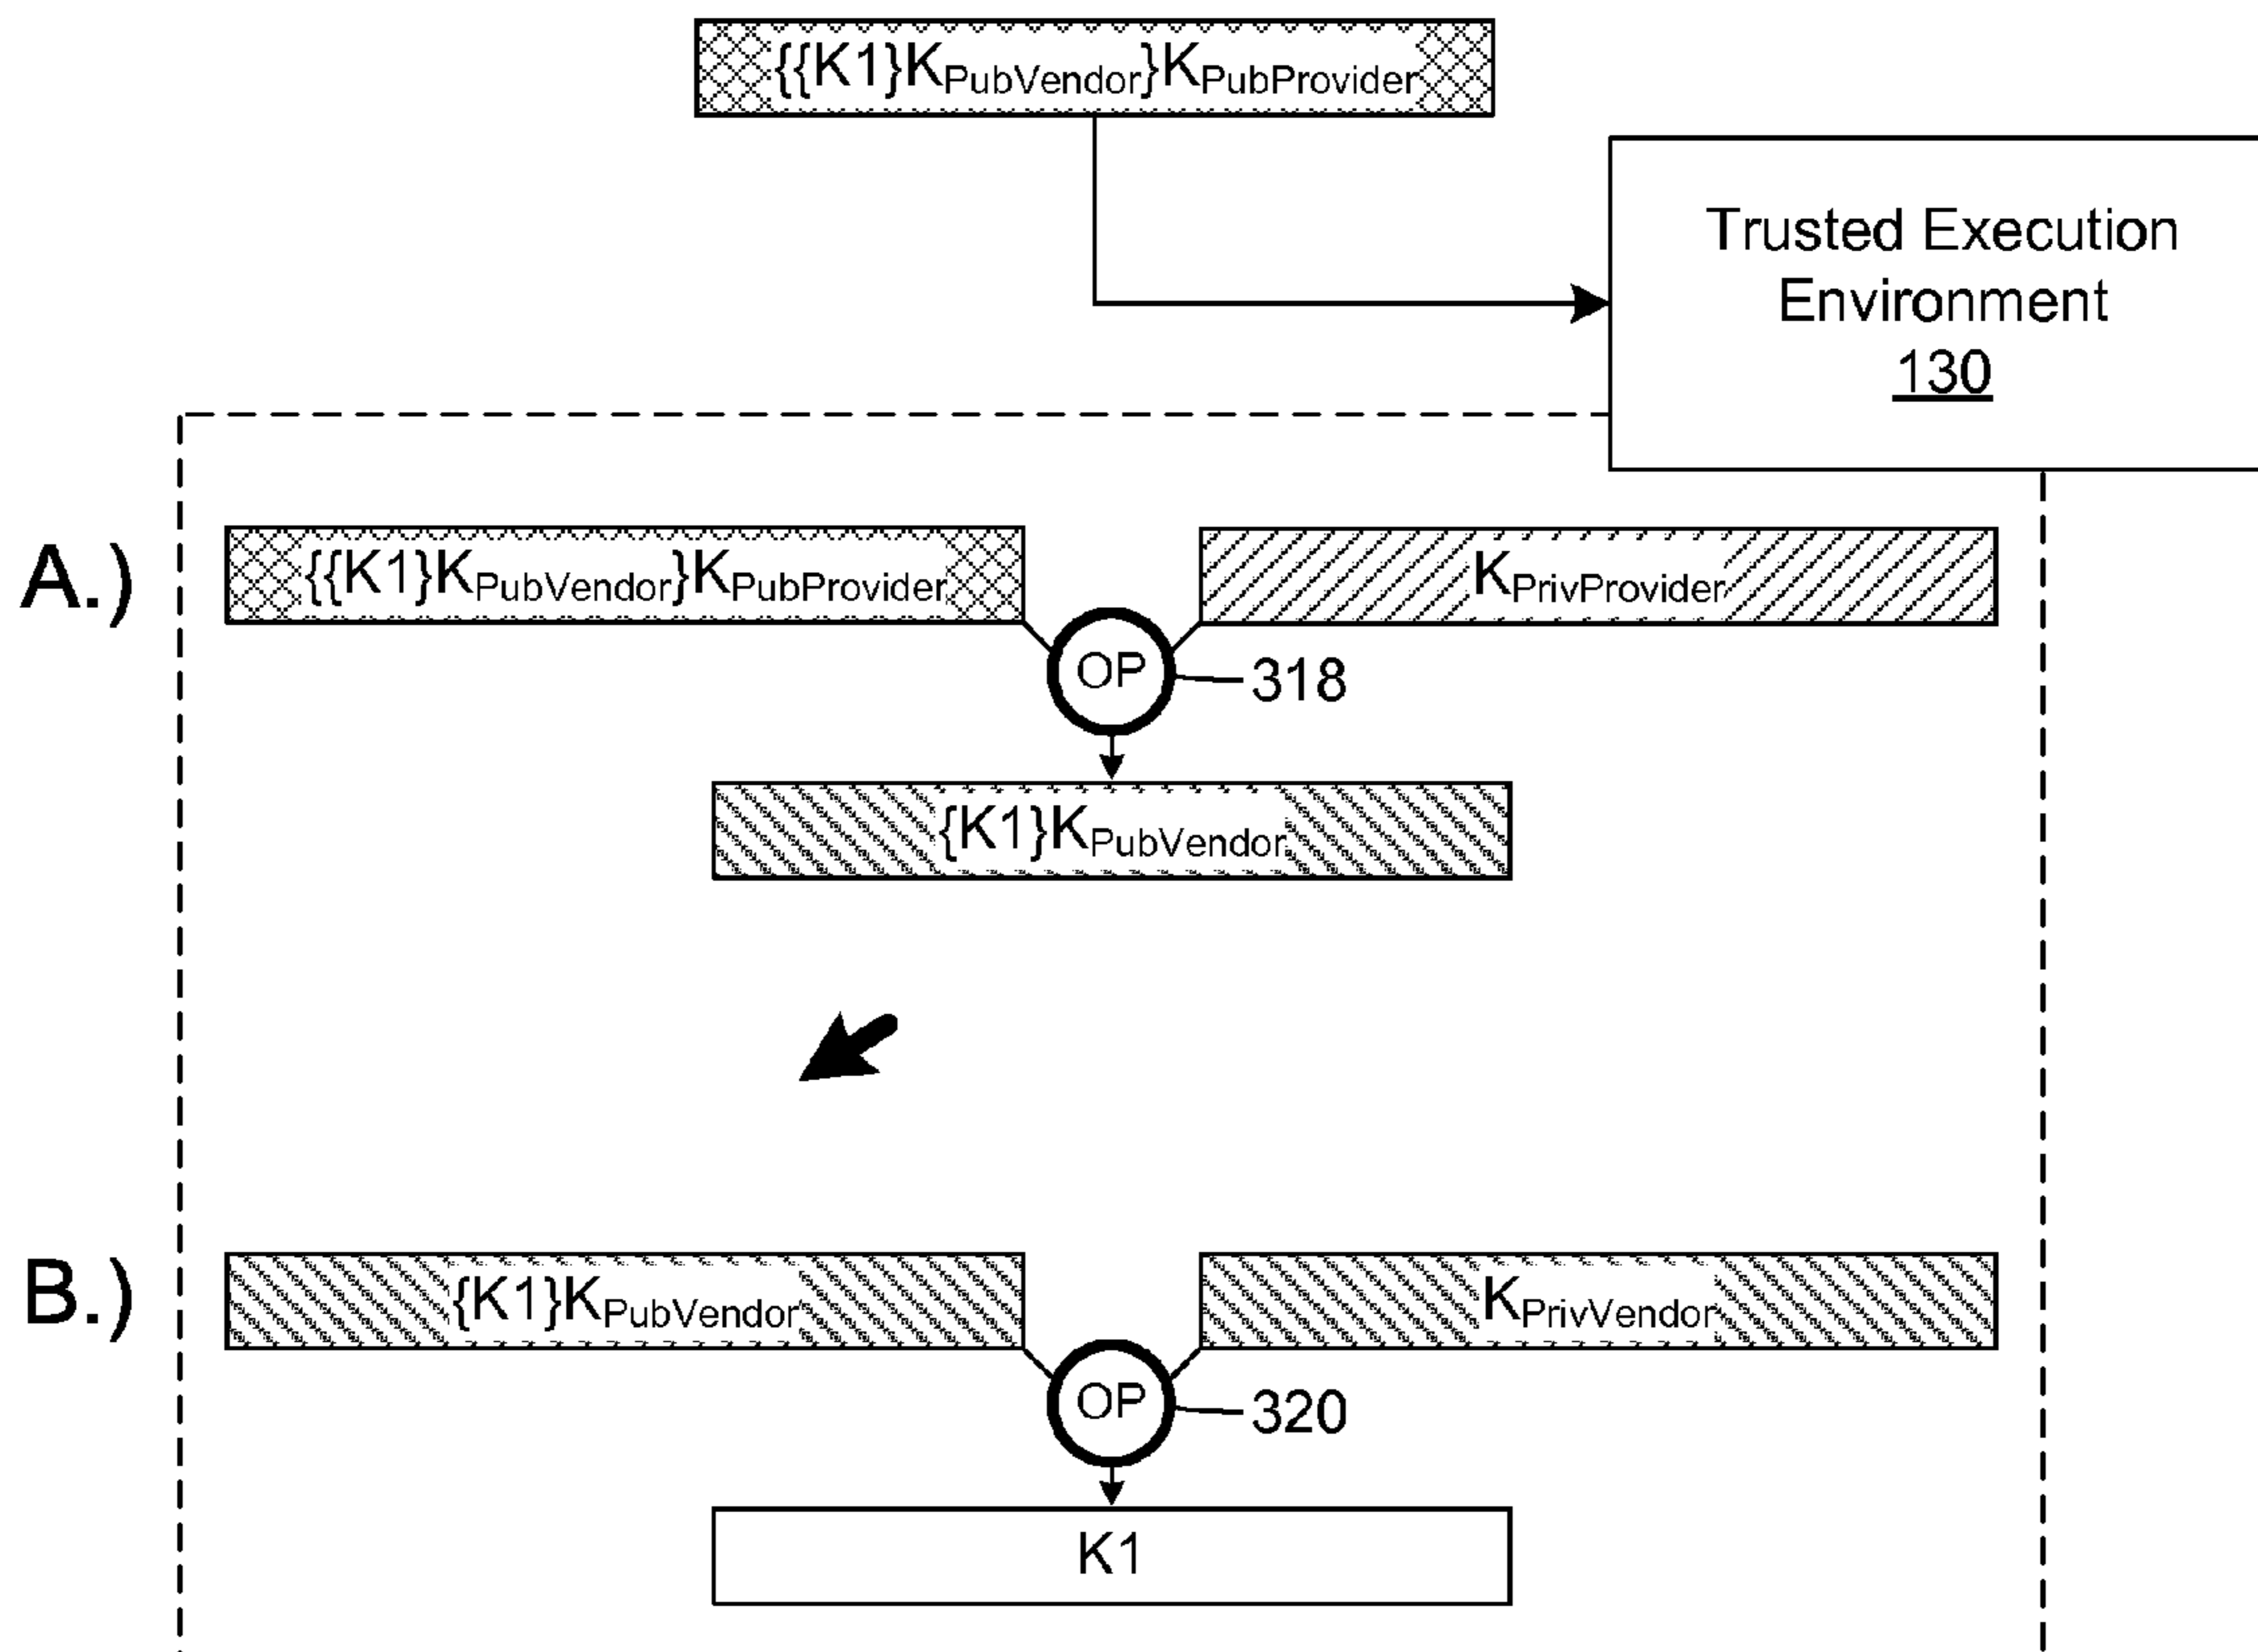 {{K1}KPubVendor}KPubProvider
Trusted Execution
Environment
130
A.)
{{K1}KPubVendor}KPubProvider
KPrivProvider
OP
318
{K1}KPubVendor
B.)
{K1}KPubVendor
KPrivVendor
OP
320
K1